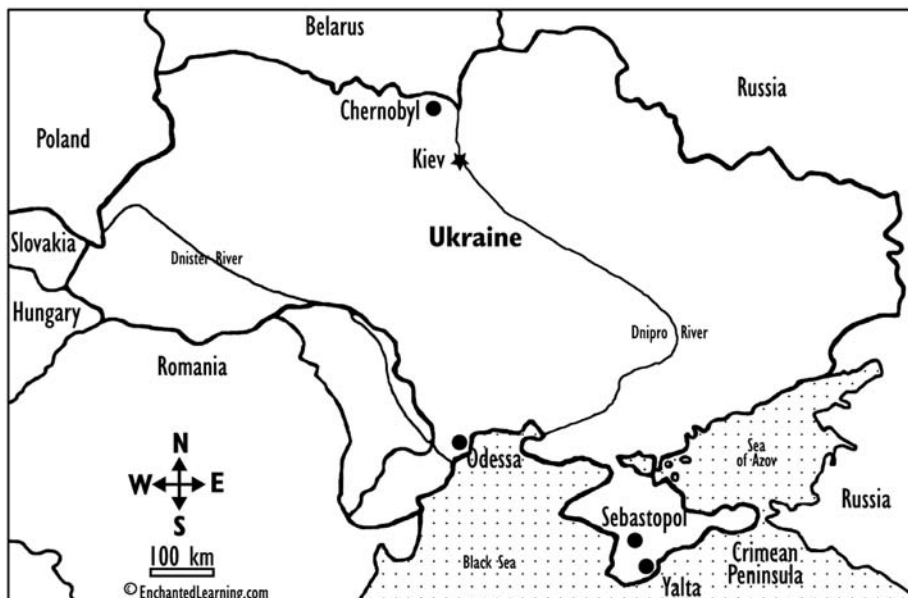 Belarus
Russia
Chernobyl
Poland
Kiev
Ukraine
Slovakia
Dnister River
Hungary
Dnipro River
Romania
N
W E
S
100 km
Odessa
Sea
of Azov
Russia
Sebastopol
Black Sea
Crimean
Peninsula
Yalta
©EnchantedLearning.com